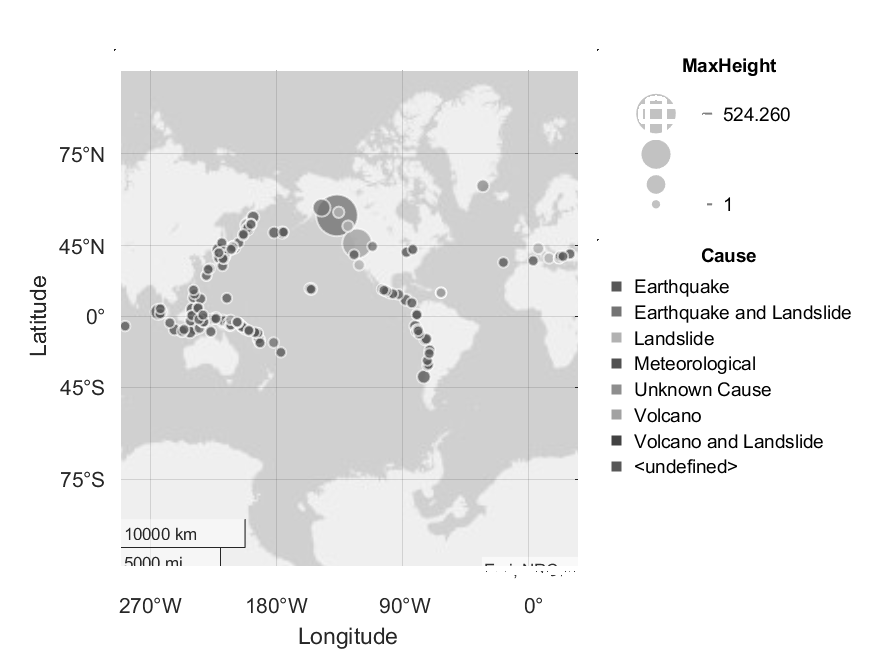 MaxHeight
524.260
1
75°N
45°N
0°
45°S
75°S
Latitude
Cause
Earthquake
Earthquake and Landslide
Landslide
Meteorological
Unknown Cause
Volcano
Volcano and Landslide
<undefined>
10000 km
5000 mi
270°W 180°W 90°W 0°
Longitude